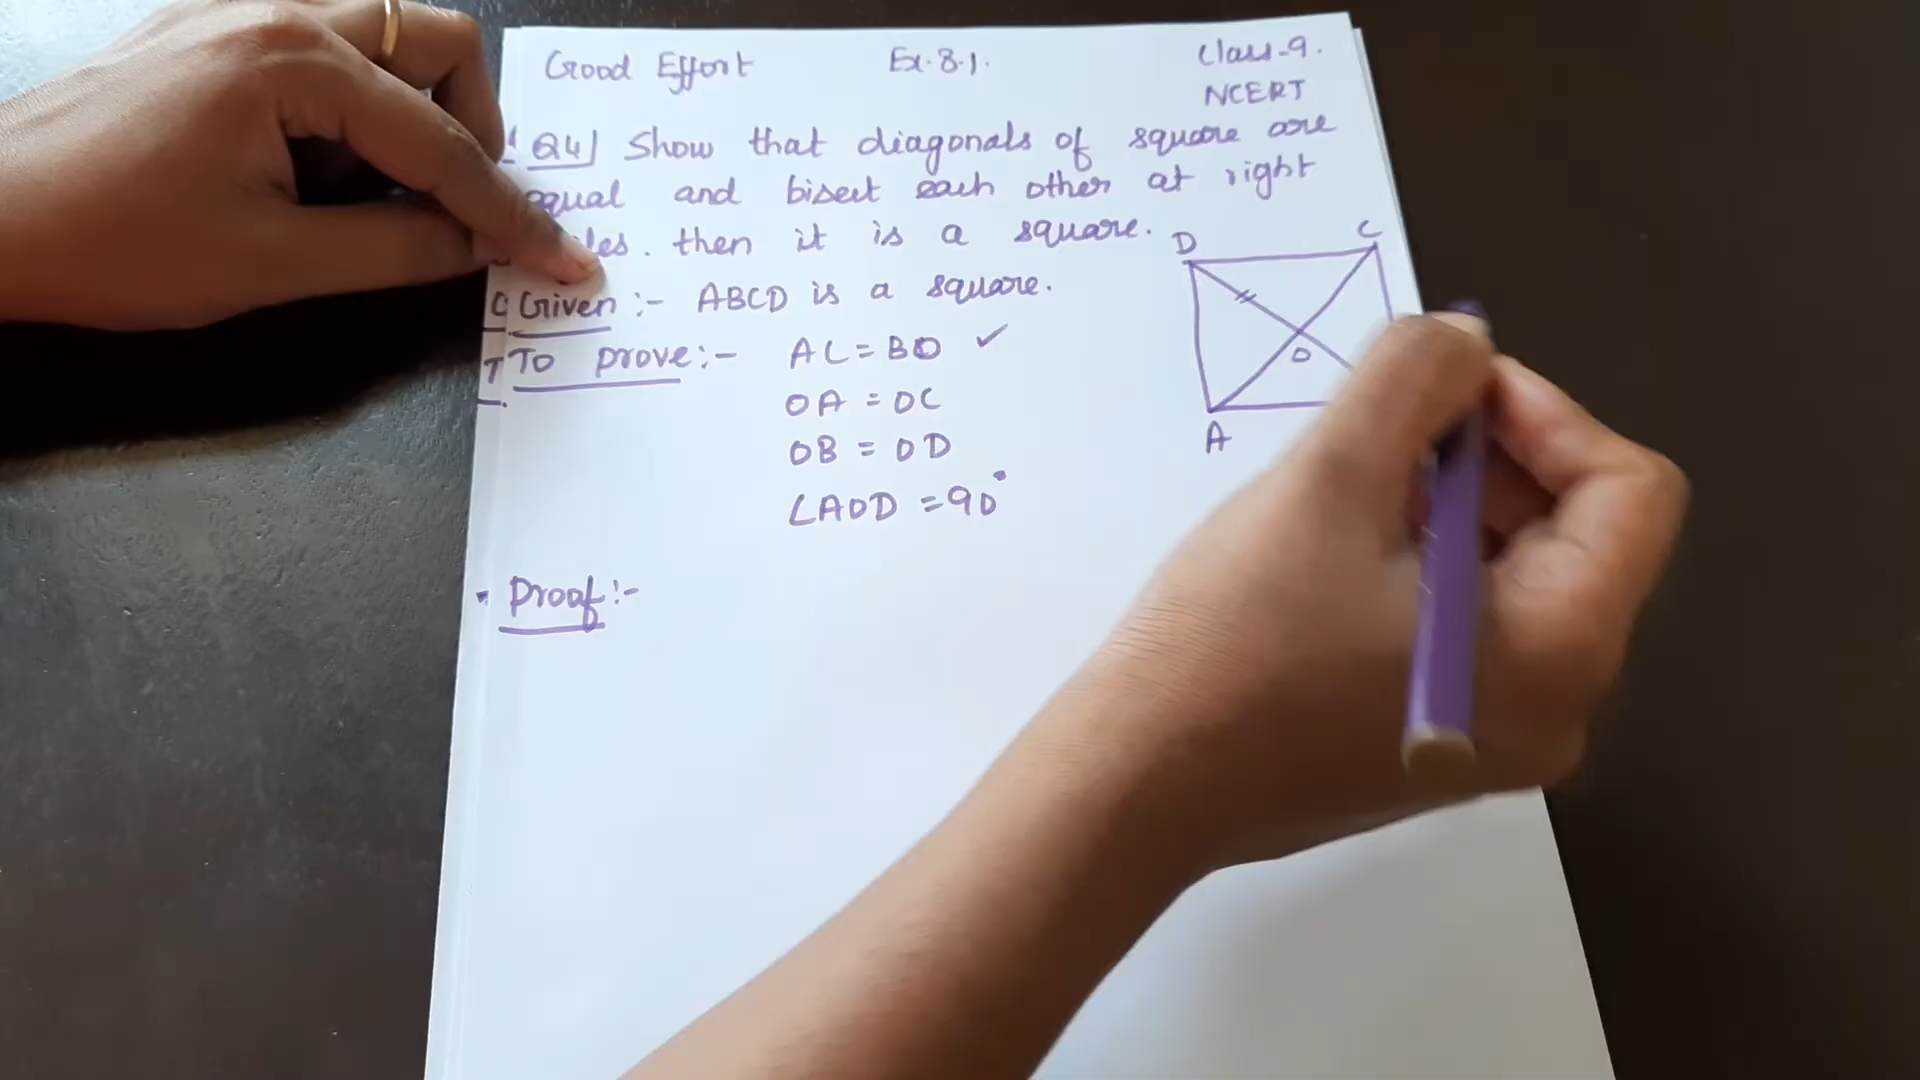 Good Effort Ex. 8.1. Class-9.
NCERT
Q4) Show that diagonals of square are
equal and bisect each other at right
then it is a square.
D C
Given :- ABCD is a square.
To prove:- AC = BD ✓
O
OA = OC
A
OB = OD
∠AOD = 90°
Proof:-